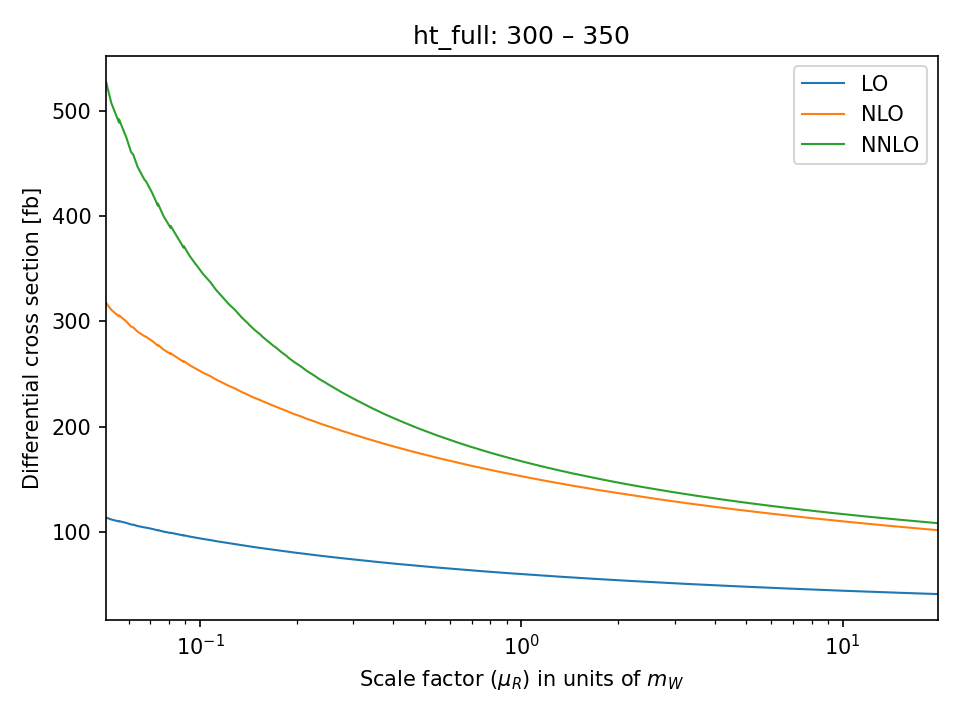 ht_full: 300 – 350
LO
NLO
NNLO
Differential cross section [fb]
500
400
300
200
100
10⁻¹
10⁰
10¹
Scale factor (μ_R) in units of m_W